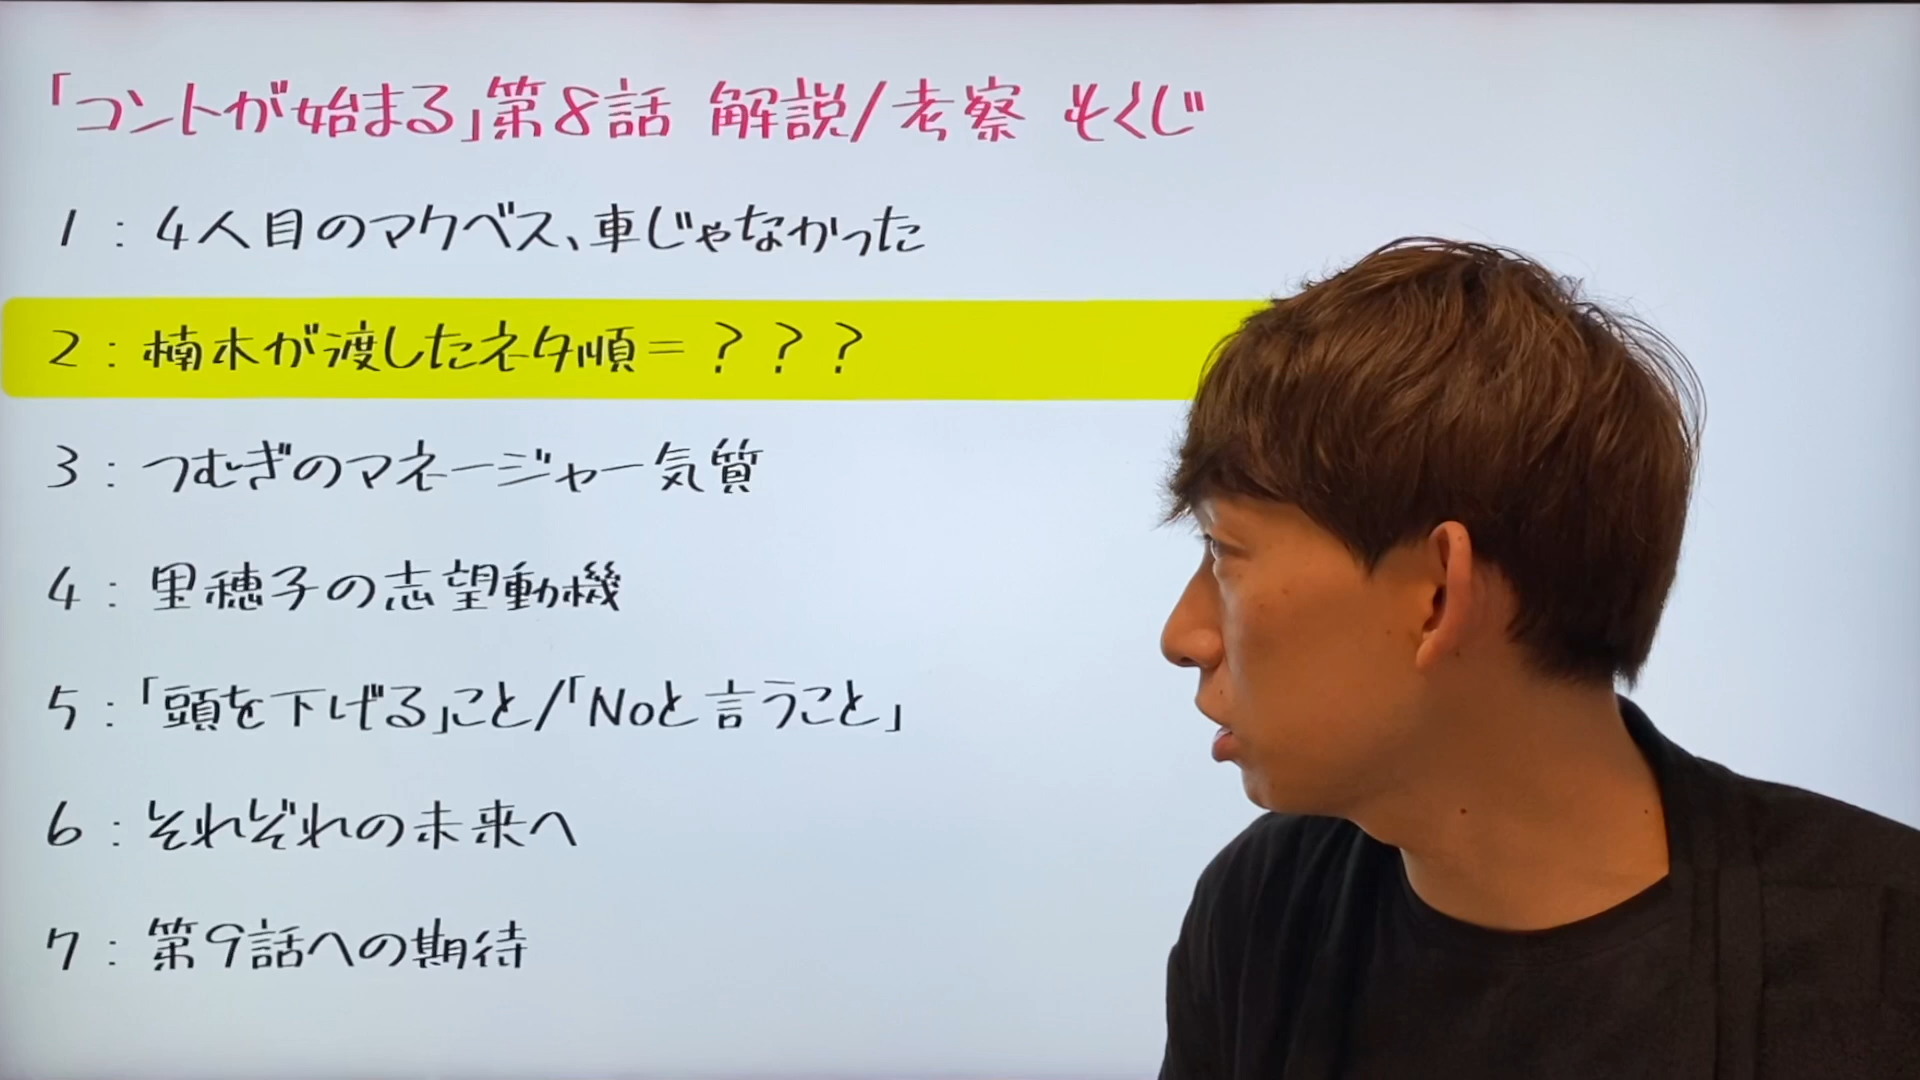 「コントが始まる」第8話 解説/考察 もくじ
1:4人目のマクベス、車じゃなかった
2:楠木が渡したネタ順=???
3:つむぎのマネージャー気質
4:里穂子の志望動機
5:「頭を下げる」こと/「Noと言うこと」
6:それぞれの未来へ
7:第9話への期待